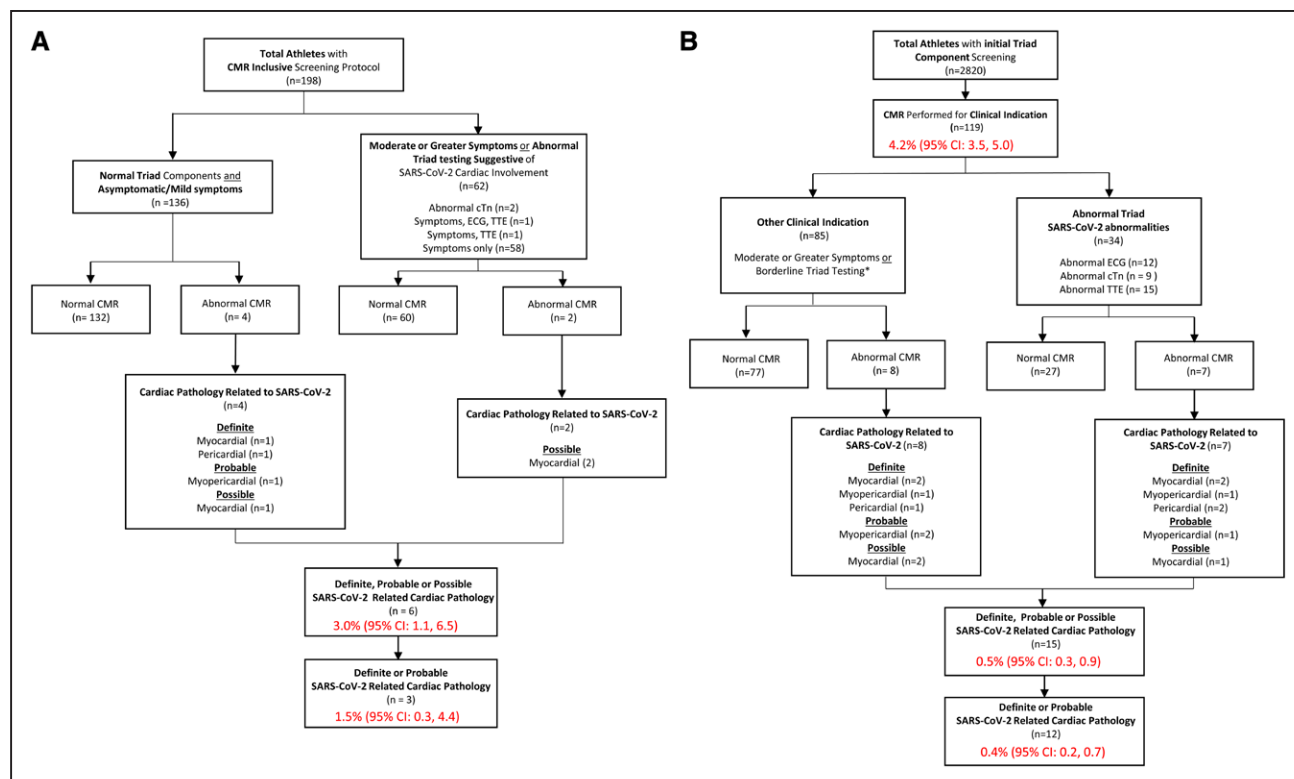 A
Total Athletes with
CMR Inclusive Screening Protocol
(n=198)
Normal Triad Components and
Asymptomatic/Mild symptoms
(n =136)
Moderate or Greater Symptoms or Abnormal
Triad testing Suggestive of
SARS-CoV-2 Cardiac Involvement
(n=62)
Abnormal cTn (n=2)
Symptoms, ECG, TTE (n=1)
Symptoms, TTE (n=1)
Symptoms only (n=58)
Normal CMR
(n= 132)
Abnormal CMR
(n= 4)
Normal CMR
(n= 60)
Abnormal CMR
(n= 2)
Cardiac Pathology Related to SARS-CoV-2
(n=4)
Definite
Myocardial (n=1)
Pericardial (n=1)
Probable
Myopericardial (n=1)
Possible
Myocardial (n=1)
Cardiac Pathology Related to SARS-CoV-2
(n=2)
Possible
Myocardial (2)
Definite, Probable or Possible
SARS-CoV-2 Related Cardiac Pathology
(n = 6)
3.0% (95% CI: 1.1, 6.5)
Definite or Probable
SARS-CoV-2 Related Cardiac Pathology
(n = 3)
1.5% (95% CI: 0.3, 4.4)
B
Total Athletes with initial Triad
Component Screening
(n=2820)
CMR Performed for Clinical Indication
(n=119)
4.2% (95% CI: 3.5, 5.0)
Other Clinical Indication
(n=85)
Moderate or Greater Symptoms or
Borderline Triad Testing*
Abnormal Triad
SARS-CoV-2 abnormalities
(n=34)
Abnormal ECG (n=12)
Abnormal cTn (n = 9 )
Abnormal TTE (n= 15)
Normal CMR
(n=77)
Abnormal CMR
(n= 8)
Normal CMR
(n=27)
Abnormal CMR
(n=7)
Cardiac Pathology Related to
SARS-CoV-2 (n=8)
Definite
Myocardial (n=2)
Myopericardial (n=1)
Pericardial (n=1)
Probable
Myopericardial (n=2)
Possible
Myocardial (n=2)
Cardiac Pathology Related to
SARS-CoV-2 (n=7)
Definite
Myocardial (n=2)
Myopericardial (n=1)
Pericardial (n=2)
Probable
Myopericardial (n=1)
Possible
Myocardial (n=1)
Definite, Probable or Possible
SARS-CoV-2 Related Cardiac Pathology
(n=15)
0.5% (95% CI: 0.3, 0.9)
Definite or Probable
SARS-CoV-2 Related Cardiac Pathology
(n=12)
0.4% (95% CI: 0.2, 0.7)